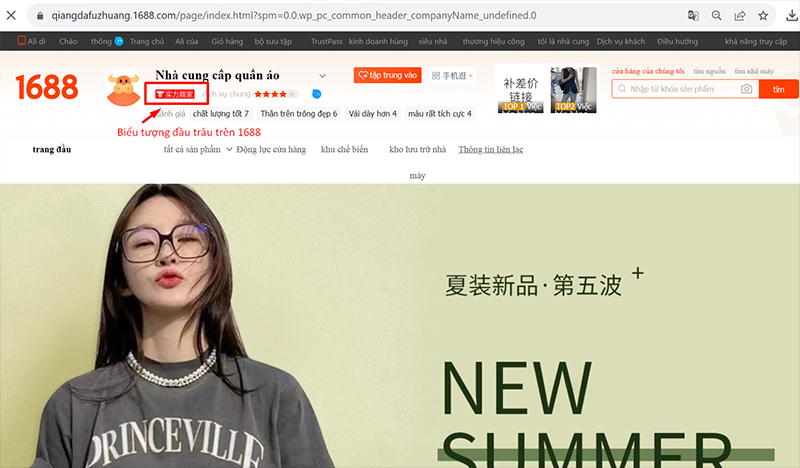 qiangdafuzhuang.1688.com/page/index.html?spm=0.0.wp_pc_common_header_companyName_undefined.0
Ali di Chào thông Trang chủ Ali của Giỏ hàng bộ sưu tập TrustPass kinh doanh hùng siêu nhà thương hiệu công tôi là nhà cung Dịch vụ khách Điều hướng khả năng truy cập
1688
Nhà cung cấp quần áo
tập trung vào
手机逛
补差价
链接
TOP 1 Việc
TOP2 Việc
cửa hàng của chúng tôi tìm nguồn tìm nhà máy
Nhập từ khóa sản phẩm
tìm
实力商家
dịch vụ chung
đánh giá chất lượng tốt 7 Thân trên trông đẹp 6 Vải dày hơn 4 màu rất tích cực 4
Biểu tượng đầu trâu trên 1688
trang đầu tất cả sản phẩm Động lực cửa hàng khu chế biến kho lưu trữ nhà Thông tin liên lạc
máy
夏装新品·第五波 +
NEW
SUMMER
PRINCEVILLE